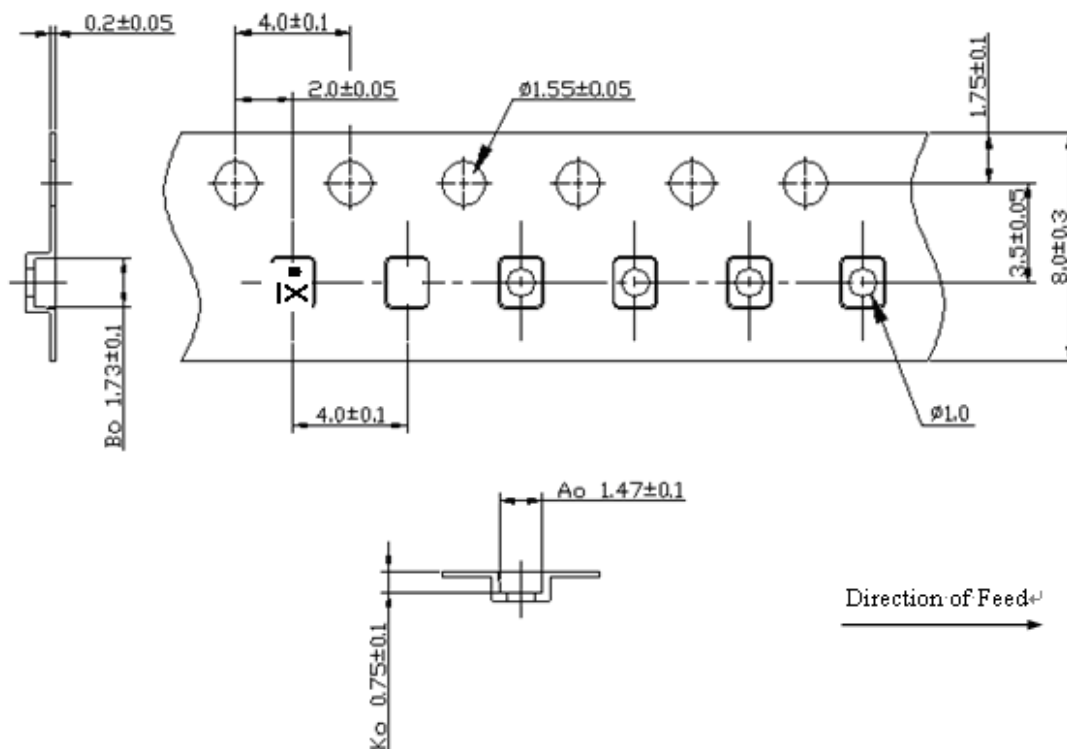 0.2±0.05
4.0±0.1
2.0±0.05
ø1.55±0.05
1.75±0.1
3.5±0.05
8.0±0.3
X
Bo 1.73±0.1
4.0±0.1
ø1.0
Ao 1.47±0.1
Ko 0.75±0.1
Direction of Feed↵